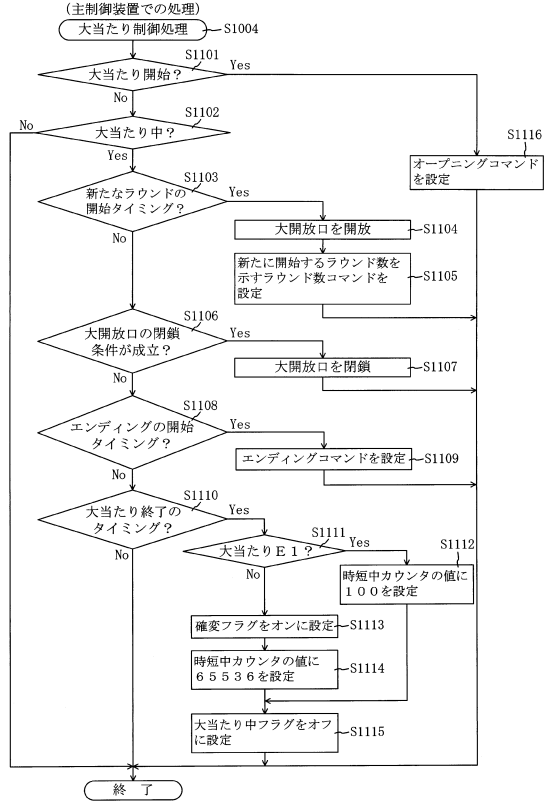 (主制御装置での処理)
大当たり制御処理
S1004
S1101
大当たり開始?
Yes
No
S1102
No
大当たり中?
Yes
S1116
オープニングコマンド
を設定
S1103
新たなラウンドの
開始タイミング?
Yes
No
大開放口を開放
S1104
新たに開始するラウンド数を
示すラウンド数コマンドを
設定
S1105
S1106
大開放口の閉鎖
条件が成立?
Yes
No
大開放口を閉鎖
S1107
S1108
エンディングの開始
タイミング?
Yes
No
エンディングコマンドを設定
S1109
S1110
大当たり終了の
タイミング?
Yes
No
S1111
大当たりE1?
Yes
No
S1112
時短中カウンタの値に
100を設定
確変フラグをオンに設定
S1113
時短中カウンタの値に
65536を設定
S1114
大当たり中フラグをオフ
に設定
S1115
終 了